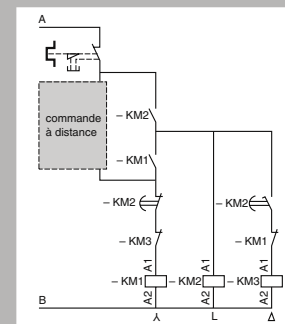 A
– KM2
commande
à distance
– KM1
– KM2
– KM2
– KM3
– KM1
A1
A1
A1
– KM1
– KM2
– KM3
A2
A2
A2
B
L
Δ